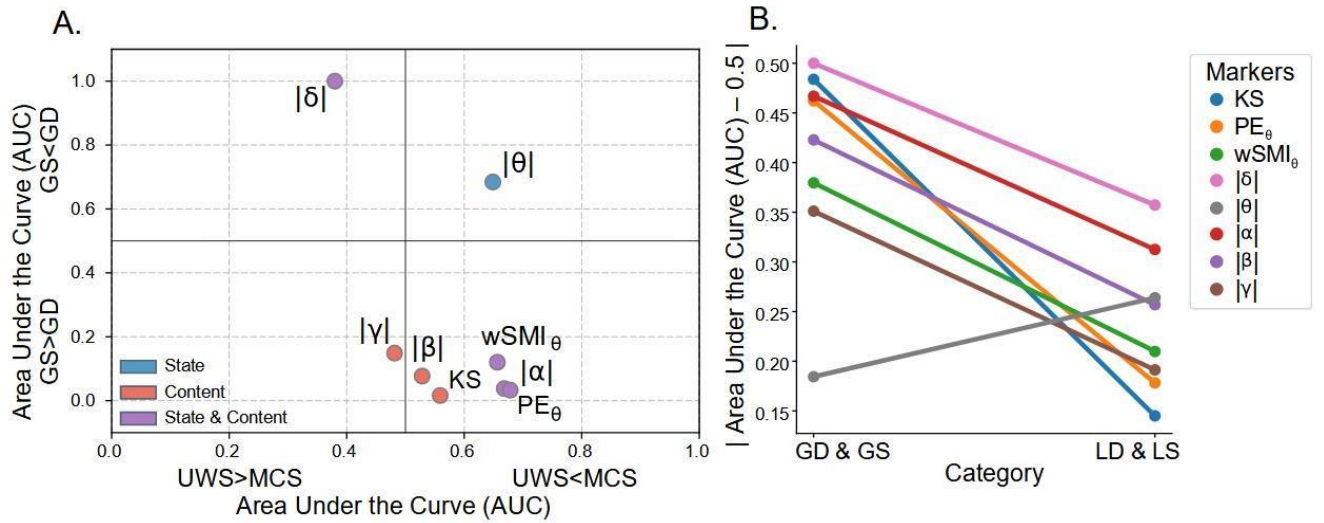 A.
Area Under the Curve (AUC)
GS<GD
GS>GD
1.0
0.8
0.6
0.4
0.2
0.0
|δ|
|θ|
|γ|
|β|
KS
wSMI θ
|α|
PE θ
State
Content
State & Content
0.0 0.2 0.4 0.6 0.8 1.0
UWS>MCS UWS<MCS
Area Under the Curve (AUC)
B.
| Area Under the Curve (AUC) − 0.5 |
0.50
0.45
0.40
0.35
0.30
0.25
0.20
0.15
GD & GS LD & LS
Category
Markers
KS
PE θ
wSMI θ
|δ|
|θ|
|α|
|β|
|γ|